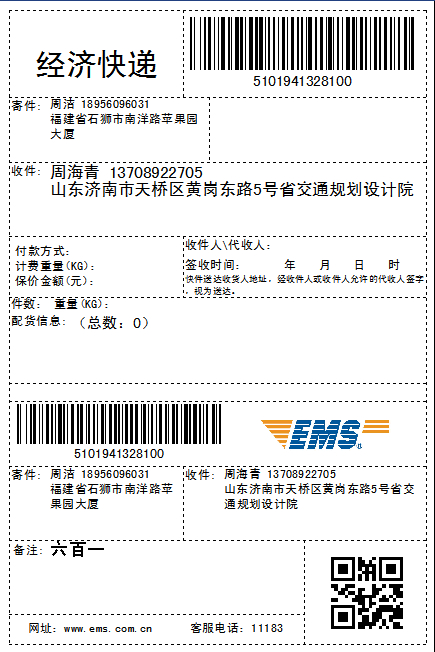 经济快递
5101941328100
寄件: 周洁 18956096031
福建省石狮市南洋路苹果园
大厦
收件: 周海青 13708922705
山东济南市天桥区黄岗东路5号省交通规划设计院
付款方式:
计费重量(KG):
保价金额(元):
收件人\代收人:
签收时间: 年 月 日 时
快件送达收货人地址,经收件人或收件人允许的代收人签字
,视为送达。
件数: 重量(KG):
配货信息: (总数:0)
5101941328100
EMS
寄件: 周洁 18956096031
福建省石狮市南洋路苹
果园大厦
收件: 周海青 13708922705
山东济南市天桥区黄岗东路5号省交
通规划设计院
备注: 六百一
网址: www.ems.com.cn 客服电话: 11183